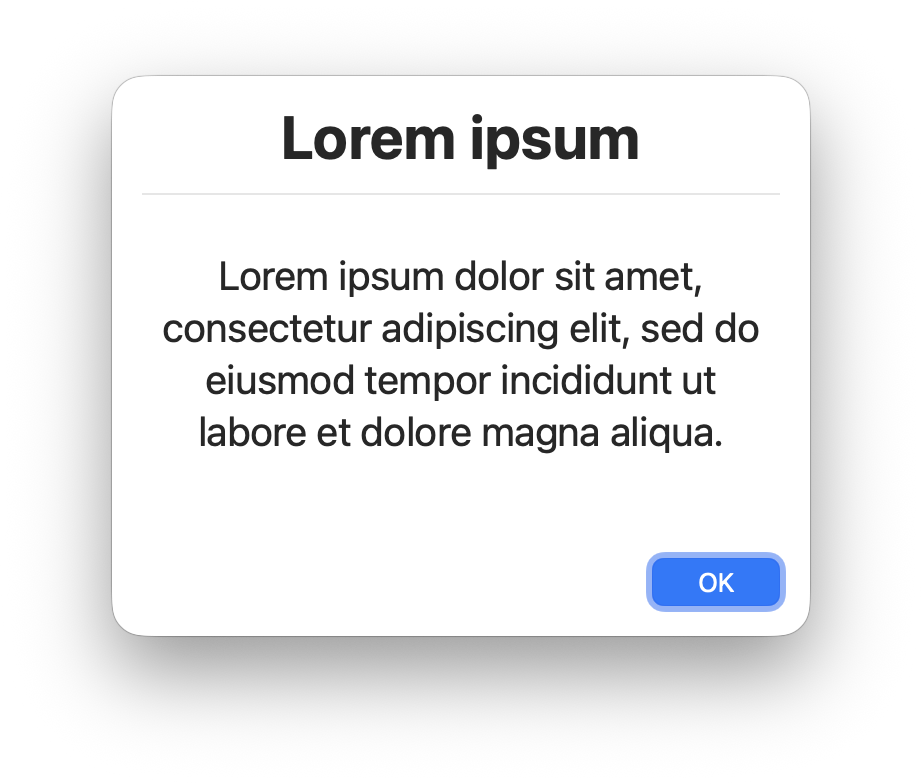 Lorem ipsum
Lorem ipsum dolor sit amet,
consectetur adipiscing elit, sed do
eiusmod tempor incididunt ut
labore et dolore magna aliqua.
OK